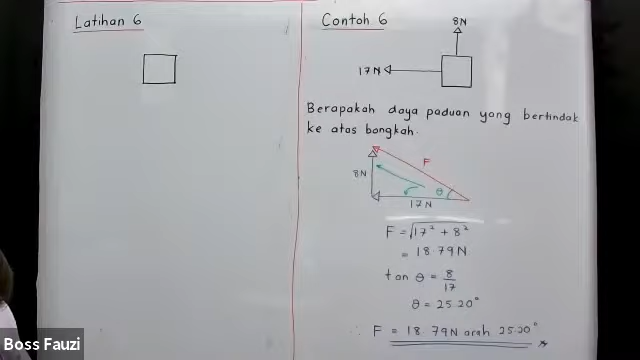 Latihan 6
Contoh 6
8N
17N
Berapakah daya paduan yang bertindak
ke atas bongkah.
F
8N
θ
17N
F = √17² + 8²
= 18.79N
tan θ = 8/17
θ = 25.20°
∴ F = 18.79N arah 25.20°
Boss Fauzi